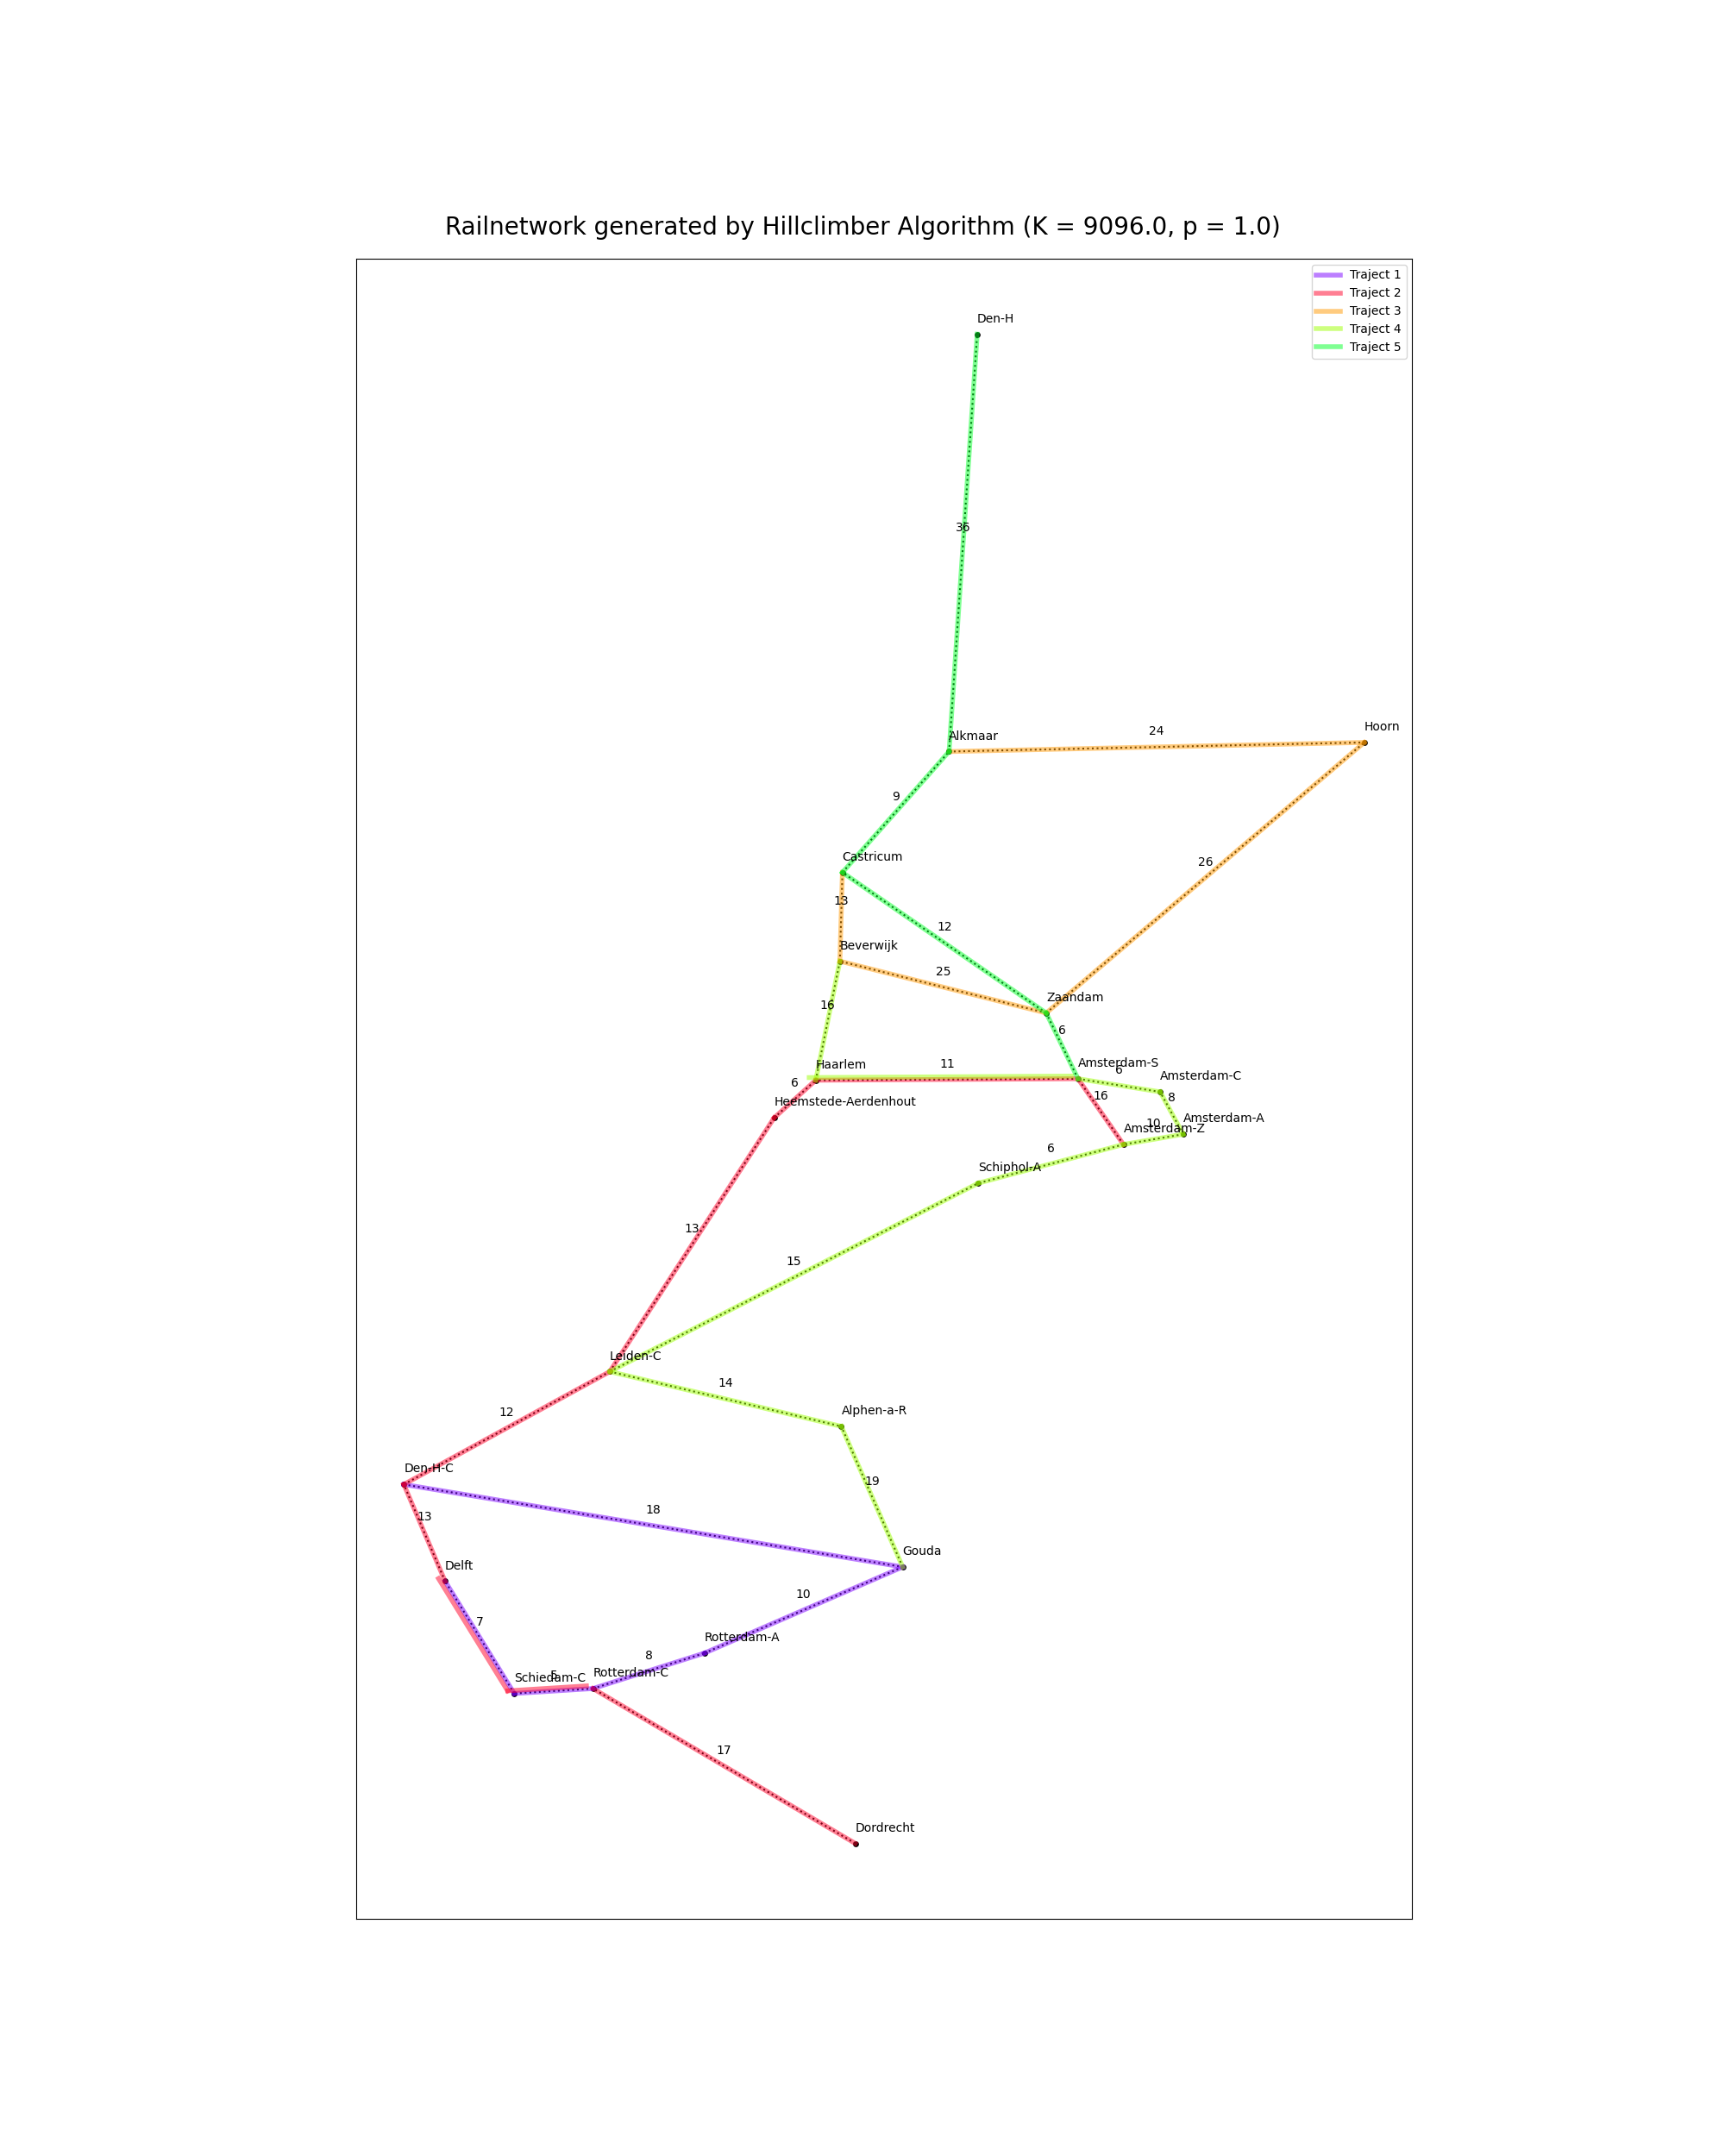 Railnetwork generated by Hillclimber Algorithm (K = 9096.0, p = 1.0)
Traject 1
Traject 2
Traject 3
Traject 4
Traject 5
Den-H
36
Hoorn
24
Alkmaar
9
Castricum
26
13
12
Beverwijk
25
Zaandam
16
6
Haarlem
11
Amsterdam-S
6
Amsterdam-C
6
16
8
Heemstede-Aerdenhout
Amsterdam-A
10
Amsterdam-Z
6
Schiphol-A
13
15
Leiden-C
14
12
Alphen-a-R
Den-H-C
19
18
13
Gouda
Delft
10
7
Rotterdam-A
8
Schiedam-C
5
Rotterdam-C
17
Dordrecht